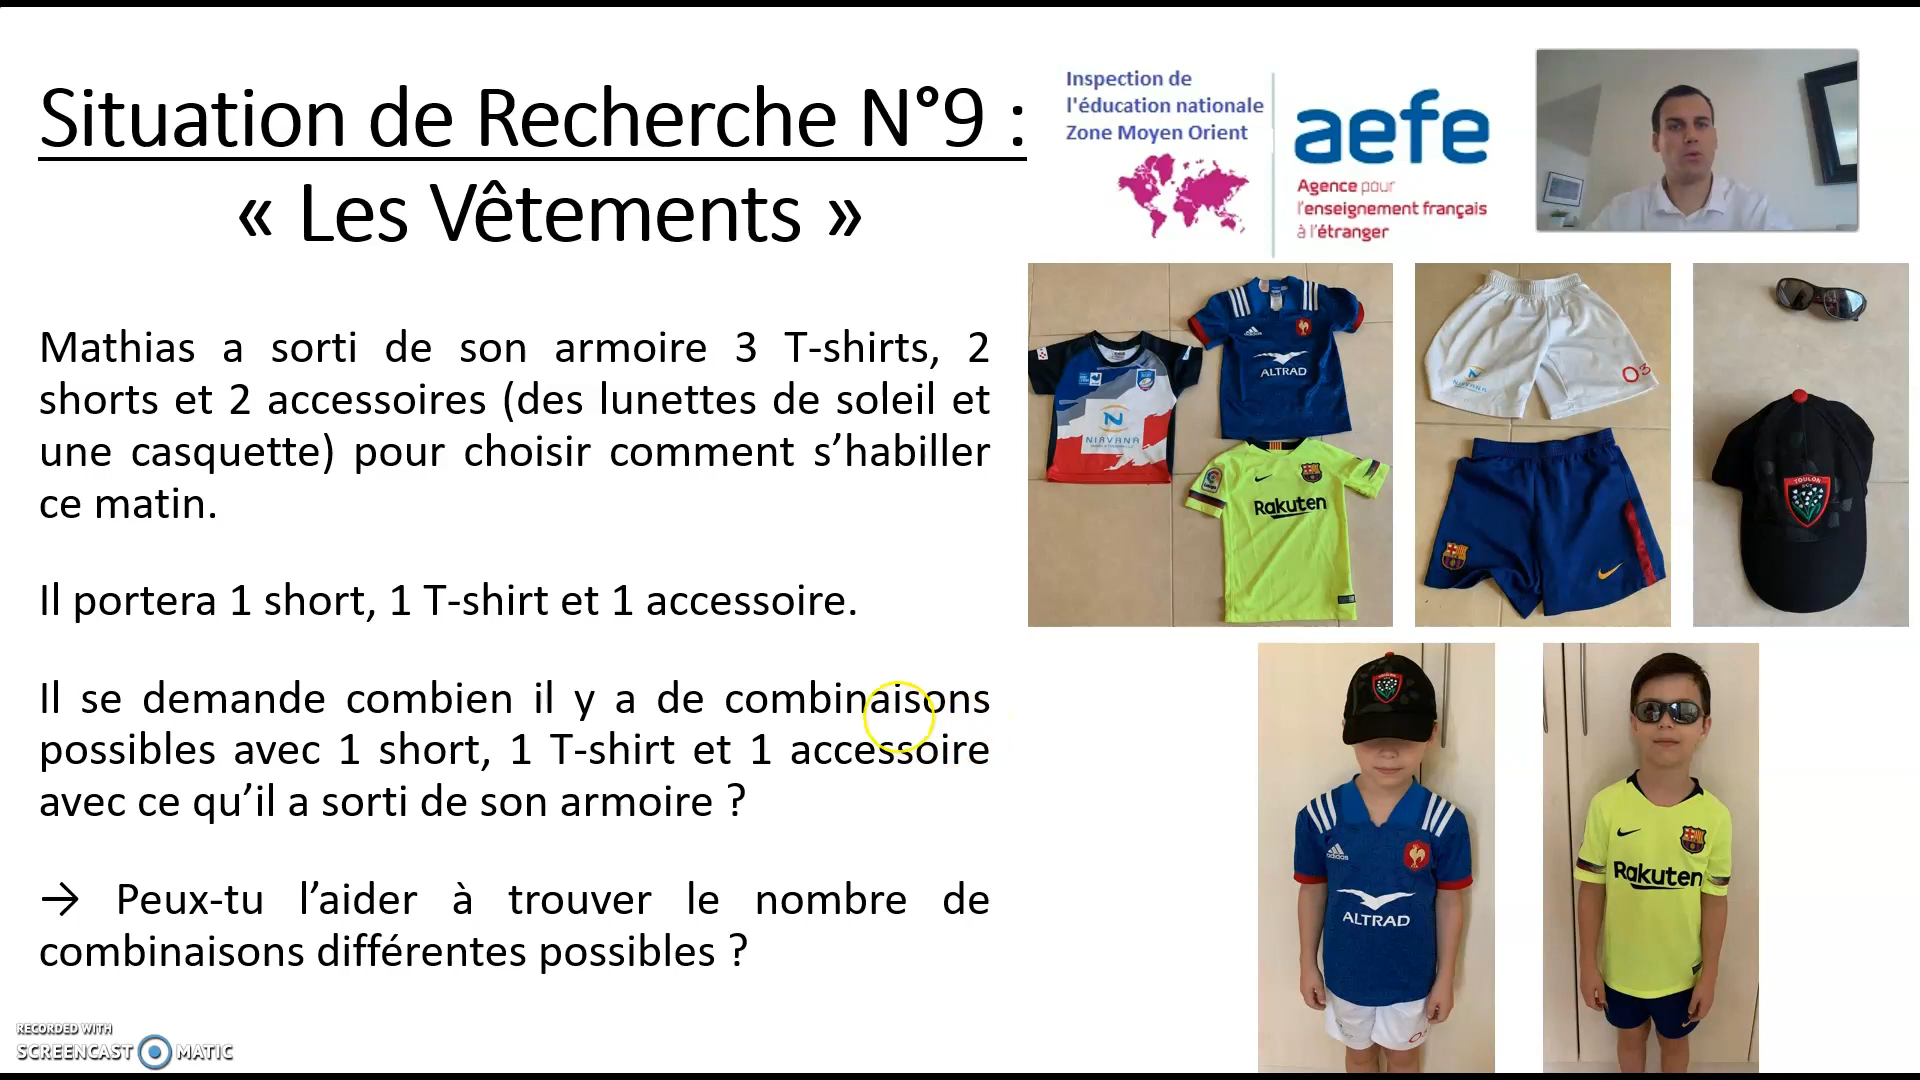 Situation de Recherche N°9 :
« Les Vêtements »
Inspection de
l'éducation nationale
Zone Moyen Orient
aefe
Agence pour
l'enseignement français
à l'étranger
Mathias a sorti de son armoire 3 T-shirts, 2
shorts et 2 accessoires (des lunettes de soleil et
une casquette) pour choisir comment s’habiller
ce matin.
Il portera 1 short, 1 T-shirt et 1 accessoire.
Il se demande combien il y a de combinaisons
possibles avec 1 short, 1 T-shirt et 1 accessoire
avec ce qu’il a sorti de son armoire ?
→ Peux-tu l’aider à trouver le nombre de
combinaisons différentes possibles ?
adidas
ALTRAD
NIRVANA
Rakuten
NIRVANA
O3
TOULON
adidas
ALTRAD
Rakuten
RECORDED WITH
SCREENCAST MATIC